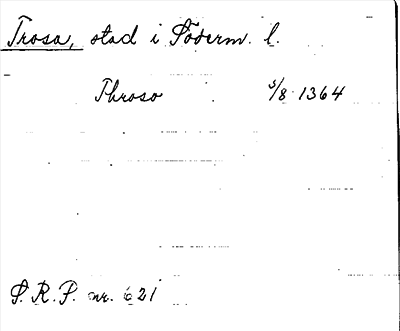 Trosa, stad i Söderm. l.
Throso 5/8 1364
S. R. P. nr. 621